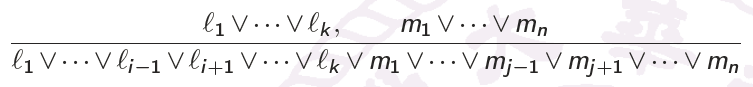 ℓ₁ ∨ ⋯ ∨ ℓₖ, m₁ ∨ ⋯ ∨ mₙ
ℓ₁ ∨ ⋯ ∨ ℓᵢ₋₁ ∨ ℓᵢ₊₁ ∨ ⋯ ∨ ℓₖ ∨ m₁ ∨ ⋯ ∨ mⱼ₋₁ ∨ mⱼ₊₁ ∨ ⋯ ∨ mₙ